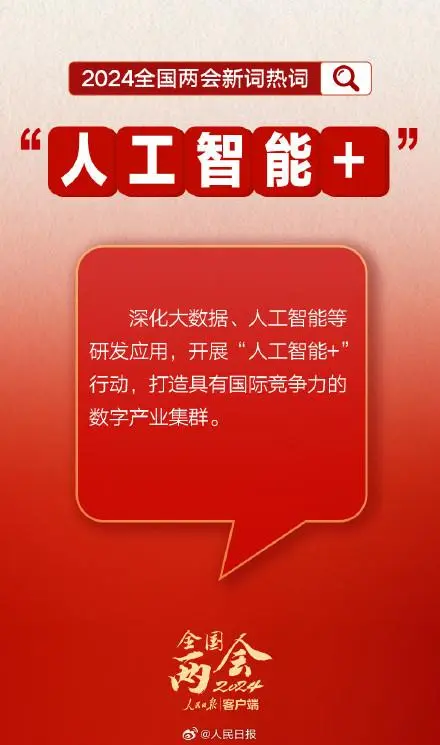 2024全国两会新词热词
“人工智能+”
深化大数据、人工智能等
研发应用，开展“人工智能+”
行动，打造具有国际竞争力的
数字产业集群。
全国
两会
2024
人民日报|客户端
@人民日报